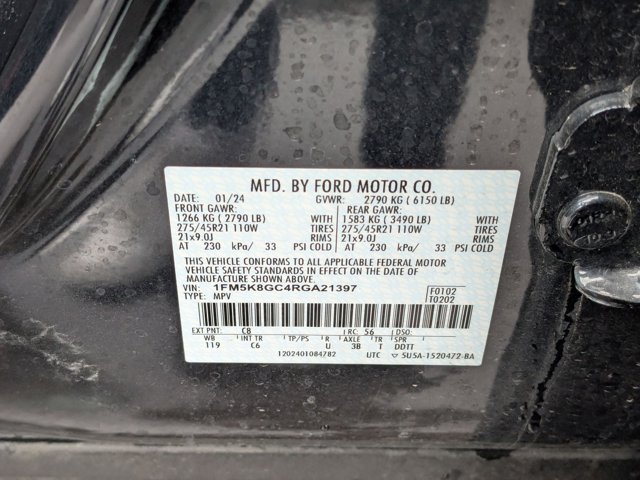 MFD. BY FORD MOTOR CO.
DATE: 01/24 GVWR: 2790 KG ( 6150 LB)
FRONT GAWR: REAR GAWR:
1266 KG ( 2790 LB) WITH 1583 KG ( 3490 LB) WITH
275/45R21 110W TIRES 275/45R21 110W TIRES
21x9.0J RIMS 21x9.0J RIMS
AT 230 kPa/ 33 PSI COLD AT 230 kPa/ 33 PSI COLD
THIS VEHICLE CONFORMS TO ALL APPLICABLE FEDERAL MOTOR
VEHICLE SAFETY AND THEFT PREVENTION STANDARDS IN EFFECT ON THE DATE OF
MANUFACTURE SHOWN ABOVE.
VIN: 1FM5K8GC4RGA21397 F0102
TYPE: MPV T0202
EXT PNT: CB RC: 56 DSO:
WB INT TR TP/PS R AXLE TR SPR
119 C6 U 3B T DDTT
1202401084782 UTC ▽ 5U5A-1520472-BA